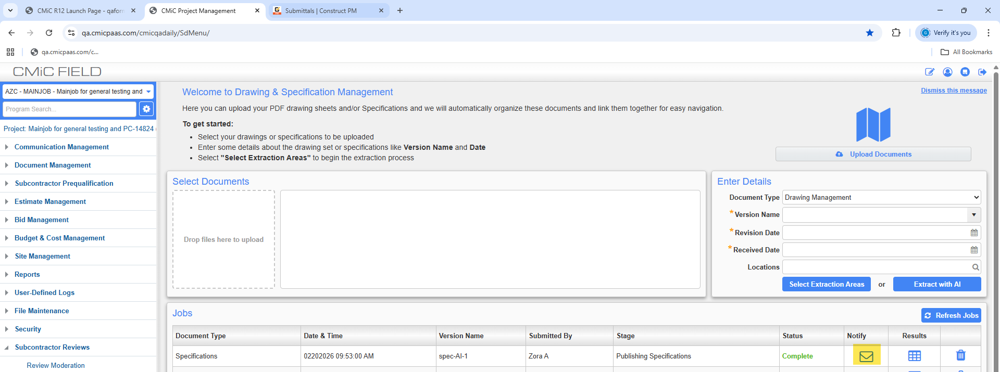 CMiC R12 Launch Page - qaforn
CMiC Project Management
Submittals | Construct PM
qa.cmicpaas.com/cmicqadaily/SdMenu/
Verify it's you
qa.cmicpaas.com/c...
All Bookmarks
CMiC FIELD
AZC - MAINJOB - Mainjob for general testing and
Program Search...
Project: Mainjob for general testing and PC-14824
Communication Management
Document Management
Subcontractor Prequalification
Estimate Management
Bid Management
Budget & Cost Management
Site Management
Reports
User-Defined Logs
File Maintenance
Security
Subcontractor Reviews
Review Moderation
Welcome to Drawing & Specification Management
Dismiss this message
Here you can upload your PDF drawing sheets and/or Specifications and we will automatically organize these documents and link them together for easy navigation.
To get started:
• Select your drawings or specifications to be uploaded
• Enter some details about the drawing set or specifications like Version Name and Date
• Select "Select Extraction Areas" to begin the extraction process
Upload Documents
Select Documents
Drop files here to upload
Enter Details
Document Type Drawing Management
* Version Name
* Revision Date
* Received Date
Locations
Select Extraction Areas or Extract with AI
Jobs
Refresh Jobs
Document Type Date & Time Version Name Submitted By Stage Status Notify Results
Specifications 02202026 09:53:00 AM spec-AI-1 Zora A Publishing Specifications Complete